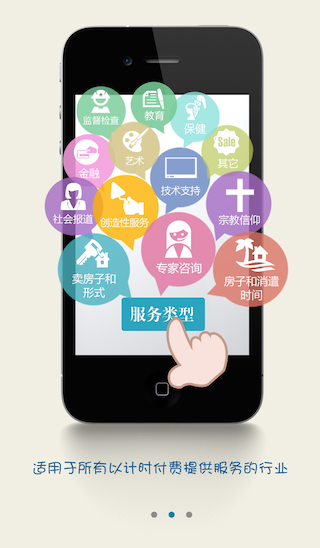 监督检查
教育
保健
金融
艺术
Sale
其它
社会报道
创造性服务
技术支持
宗教信仰
卖房子和
形式
专家咨询
房子和消遣
时间
服务类型
适用于所有以计时付费提供服务的行业